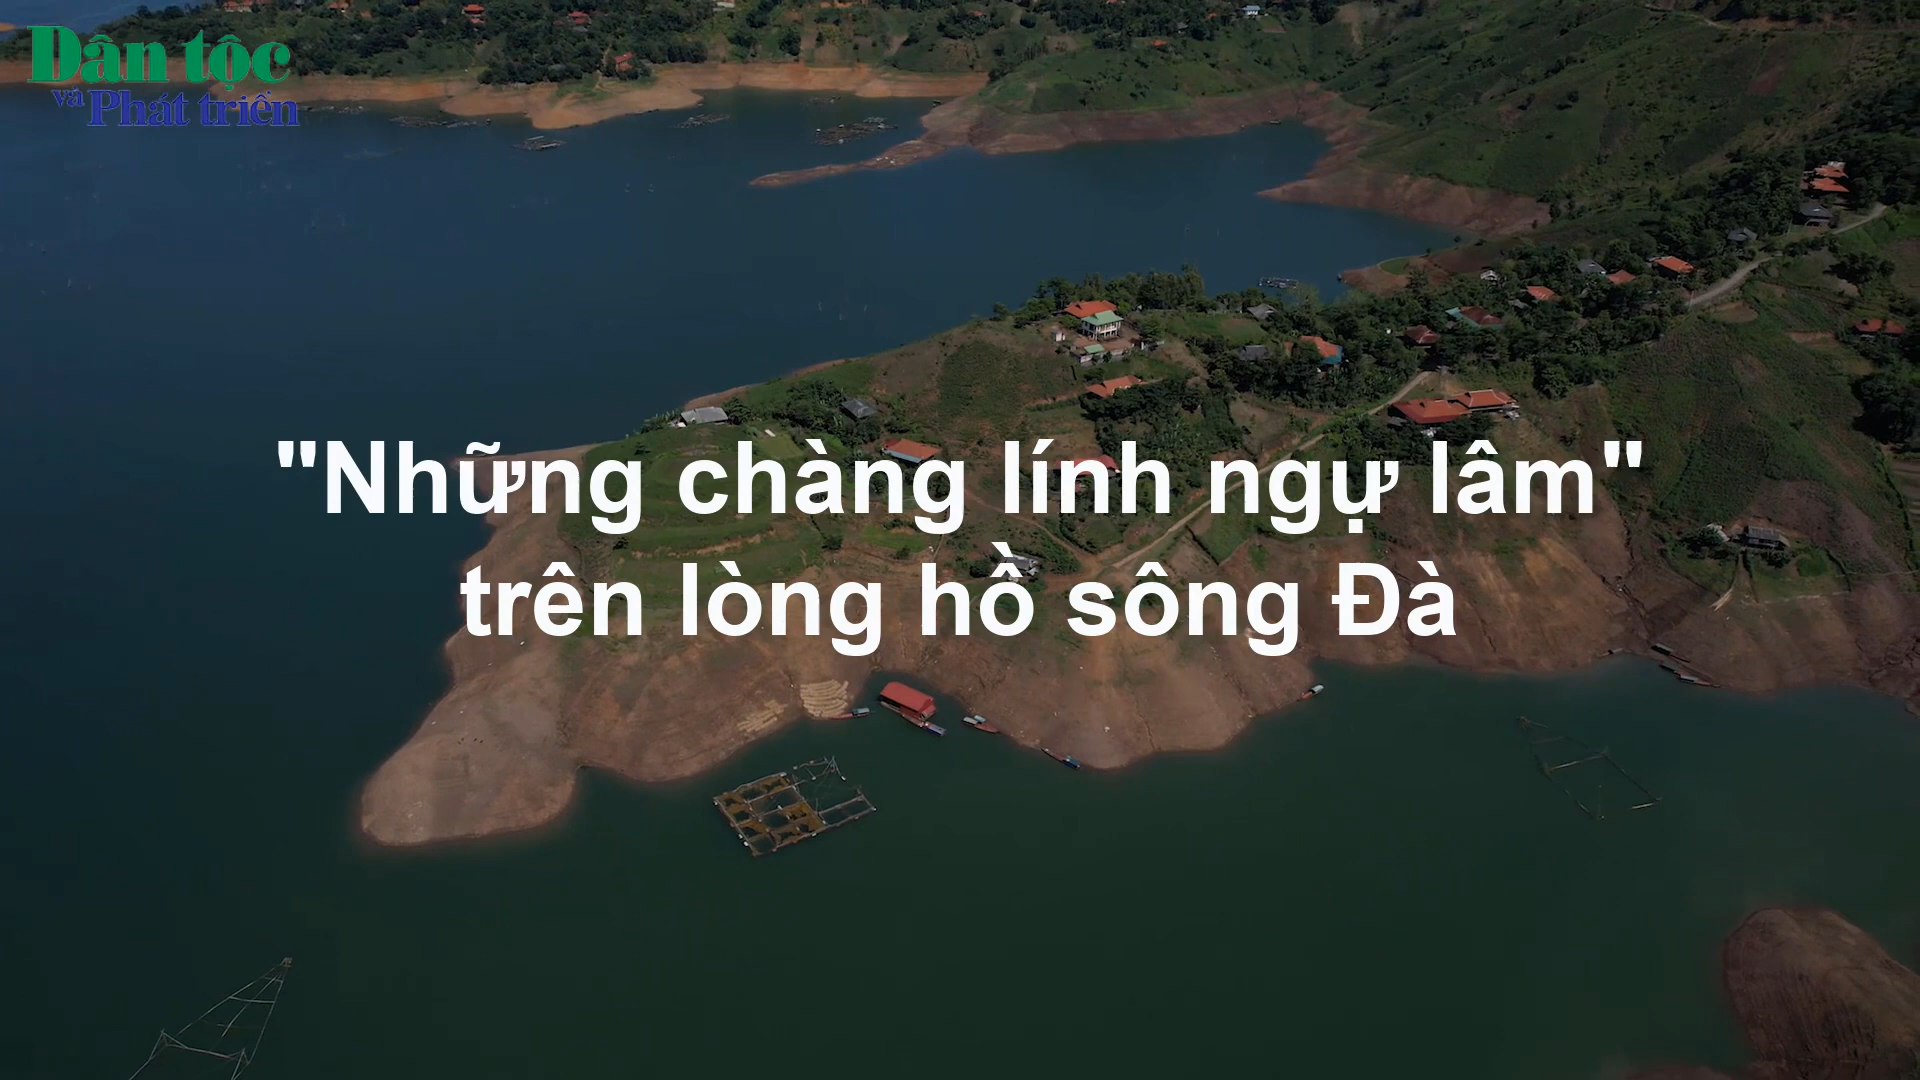 Dân tộc
và Phát triển
"Những chàng lính ngự lâm"
trên lòng hồ sông Đà